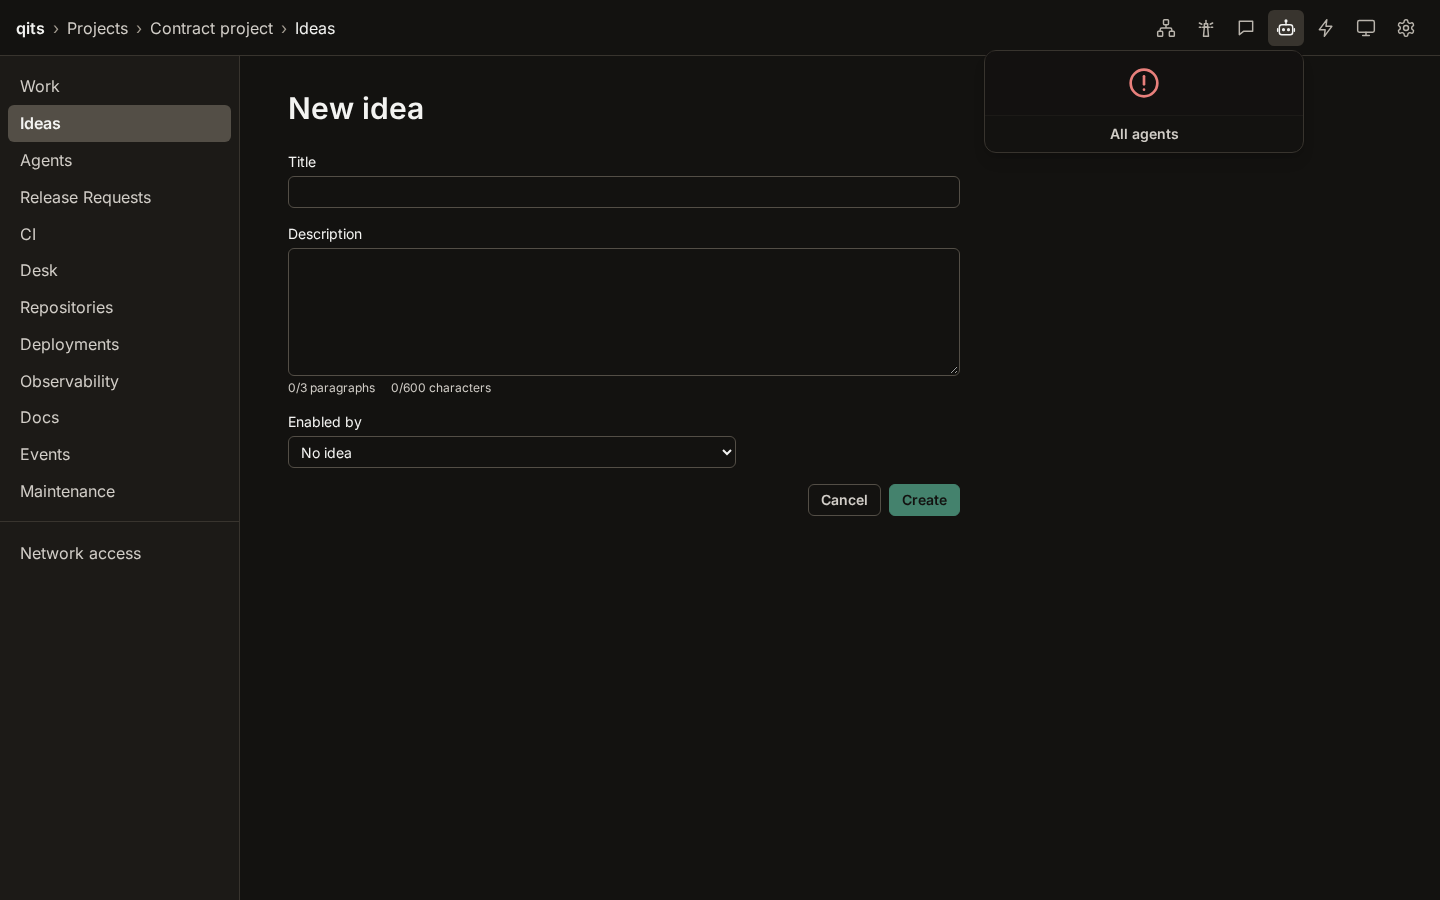 qits › Projects › Contract project › Ideas
Work
Ideas
Agents
Release Requests
CI
Desk
Repositories
Deployments
Observability
Docs
Events
Maintenance
Network access
New idea
Title
Description
0/3 paragraphs 0/600 characters
Enabled by
No idea
Cancel Create
All agents